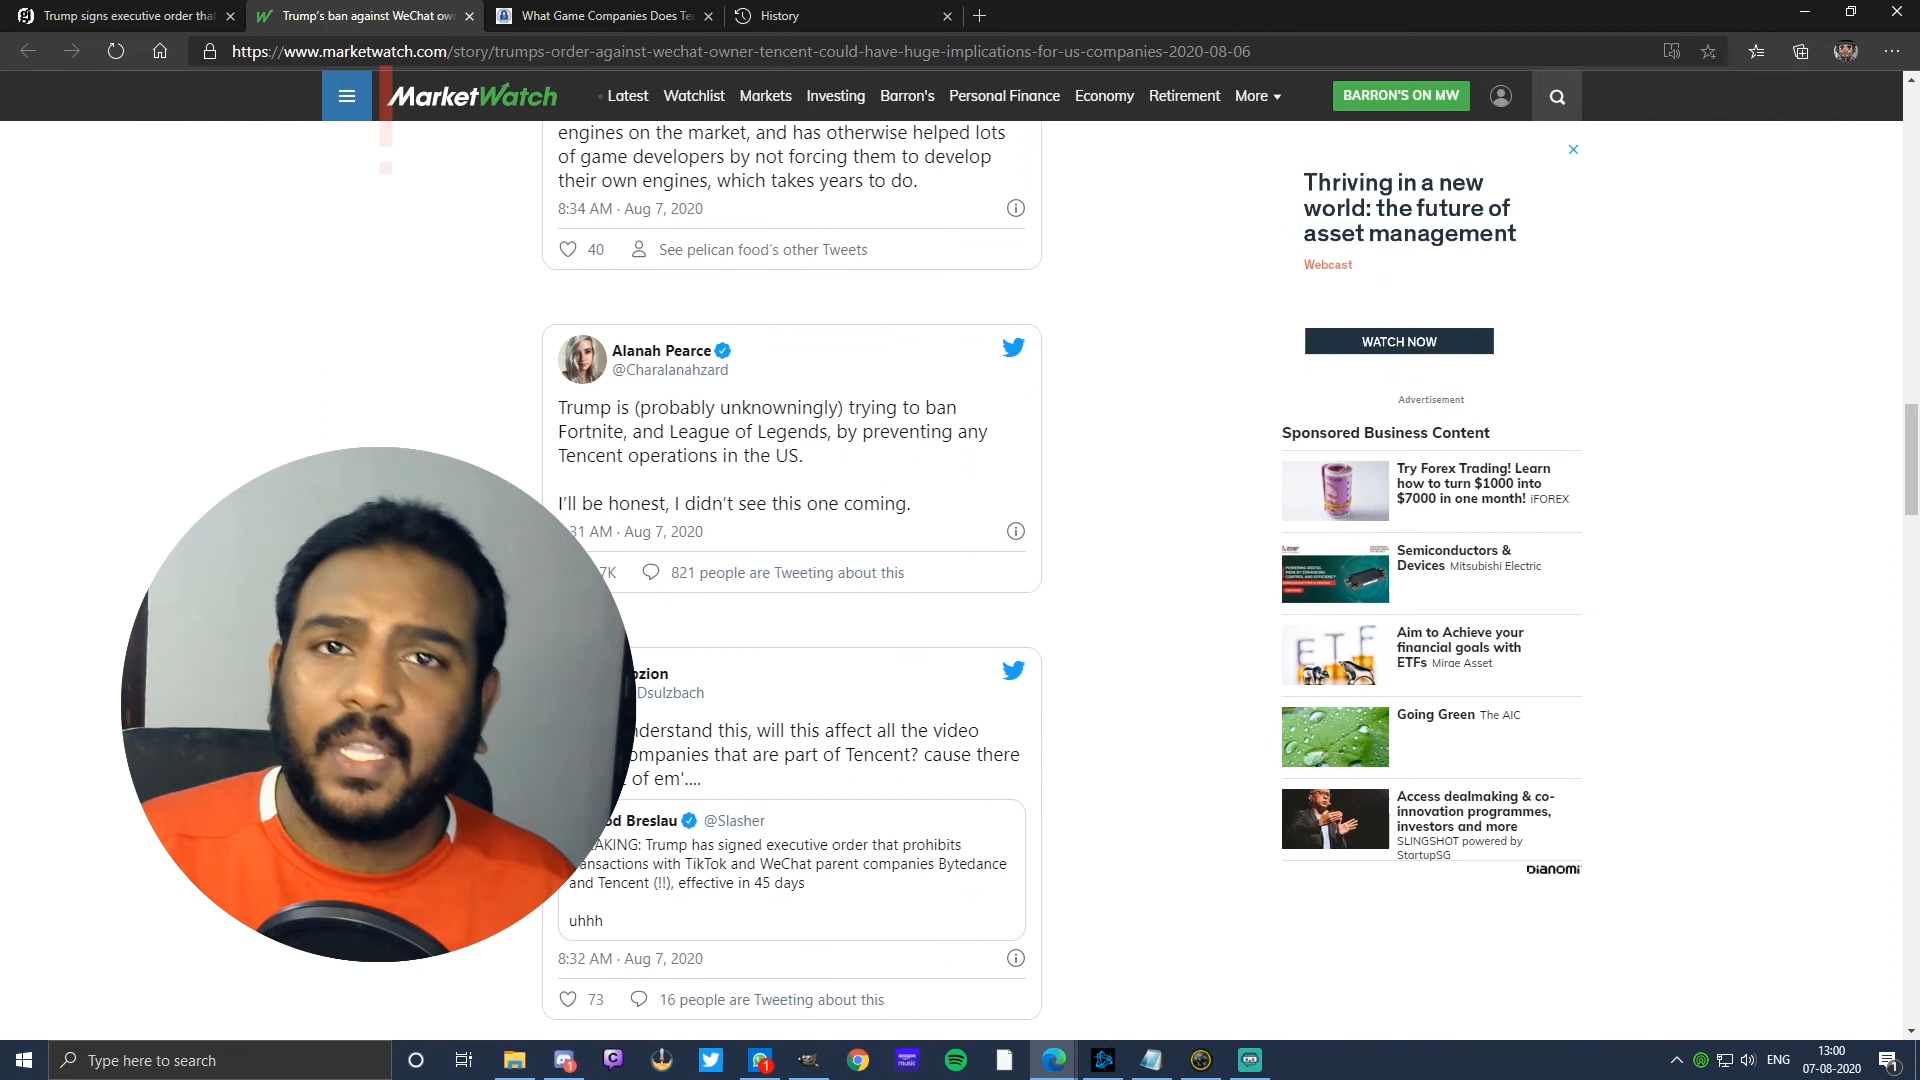 Trump signs executive order that
Trump's ban against WeChat ow
What Game Companies Does Te
History
https://www.marketwatch.com/story/trumps-order-against-wechat-owner-tencent-could-have-huge-implications-for-us-companies-2020-08-06
MarketWatch
Latest Watchlist Markets Investing Barron's Personal Finance Economy Retirement More
BARRON'S ON MW
engines on the market, and has otherwise helped lots
of game developers by not forcing them to develop
their own engines, which takes years to do.
8:34 AM · Aug 7, 2020
40 See pelican food's other Tweets
Alanah Pearce
@Charalanahzard
Trump is (probably unknowningly) trying to ban
Fortnite, and League of Legends, by preventing any
Tencent operations in the US.
I'll be honest, I didn't see this one coming.
31 AM · Aug 7, 2020
7K 821 people are Tweeting about this
ozion
Dsulzbach
nderstand this, will this affect all the video
ompanies that are part of Tencent? cause there
of em'....
od Breslau @Slasher
AKING: Trump has signed executive order that prohibits
ansactions with TikTok and WeChat parent companies Bytedance
and Tencent (!!), effective in 45 days
uhhh
8:32 AM · Aug 7, 2020
73 16 people are Tweeting about this
Thriving in a new
world: the future of
asset management
Webcast
WATCH NOW
Advertisement
Sponsored Business Content
Try Forex Trading! Learn
how to turn $1000 into
$7000 in one month! iFOREX
Semiconductors &
Devices Mitsubishi Electric
Aim to Achieve your
financial goals with
ETFs Mirae Asset
ETF
Going Green The AIC
Access dealmaking & co-
innovation programmes,
investors and more
SLINGSHOT powered by
StartupSG
DIANOMI
Type here to search
ENG
13:00
07-08-2020